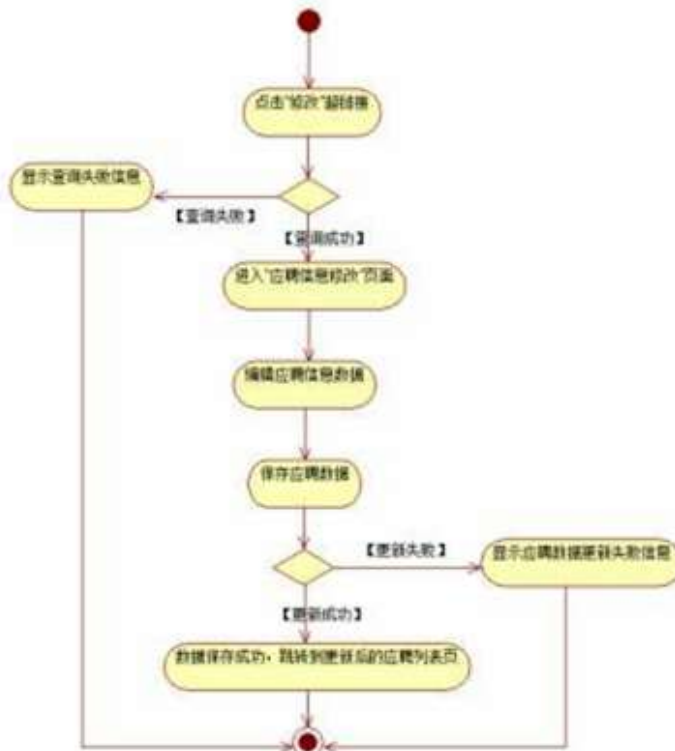 点击"修改"超链接
显示查询失败信息
【查询失败】
【查询成功】
进入"应聘信息修改"页面
编辑应聘信息数据
保存应聘数据
【更新失败】
显示应聘数据更新失败信息
【更新成功】
数据保存成功，跳转到更新后的应聘列表页